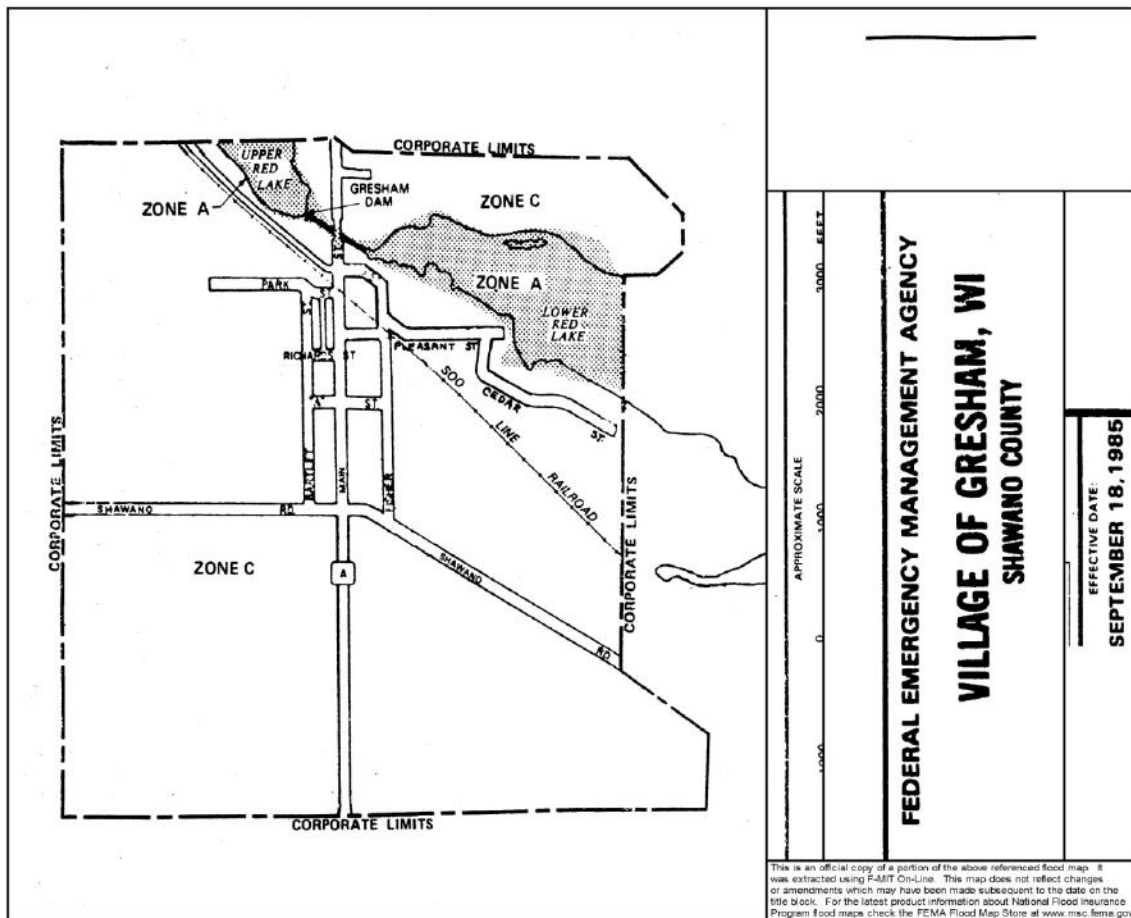 CORPORATE LIMITS
UPPER
RED
LAKE
GRESHAM
DAM
ZONE A
ZONE C
ZONE A
LOWER
RED
LAKE
PARK
ST
PLEASANT ST
ST
CEDAR
ST.
SOO
LINE
RAILROAD
"A"
ST
BARTLETT
MAIN
CORPORATE LIMITS
SHAWANO
RD
SHAWANO
RD
ZONE C
A
CORPORATE LIMITS
CORPORATE LIMITS
APPROXIMATE SCALE
1000
0
1000
2000
3000
FEET
FEDERAL EMERGENCY MANAGEMENT AGENCY
VILLAGE OF GRESHAM, WI
SHAWANO COUNTY
EFFECTIVE DATE:
SEPTEMBER 18, 1985
This is an official copy of a portion of the above referenced flood map. It
was extracted using F-MIT On-Line. This map does not reflect changes
or amendments which may have been made subsequent to the date on the
title block. For the latest product information about National Flood Insurance
Program flood maps check the FEMA Flood Map Store at www.msc.fema.gov